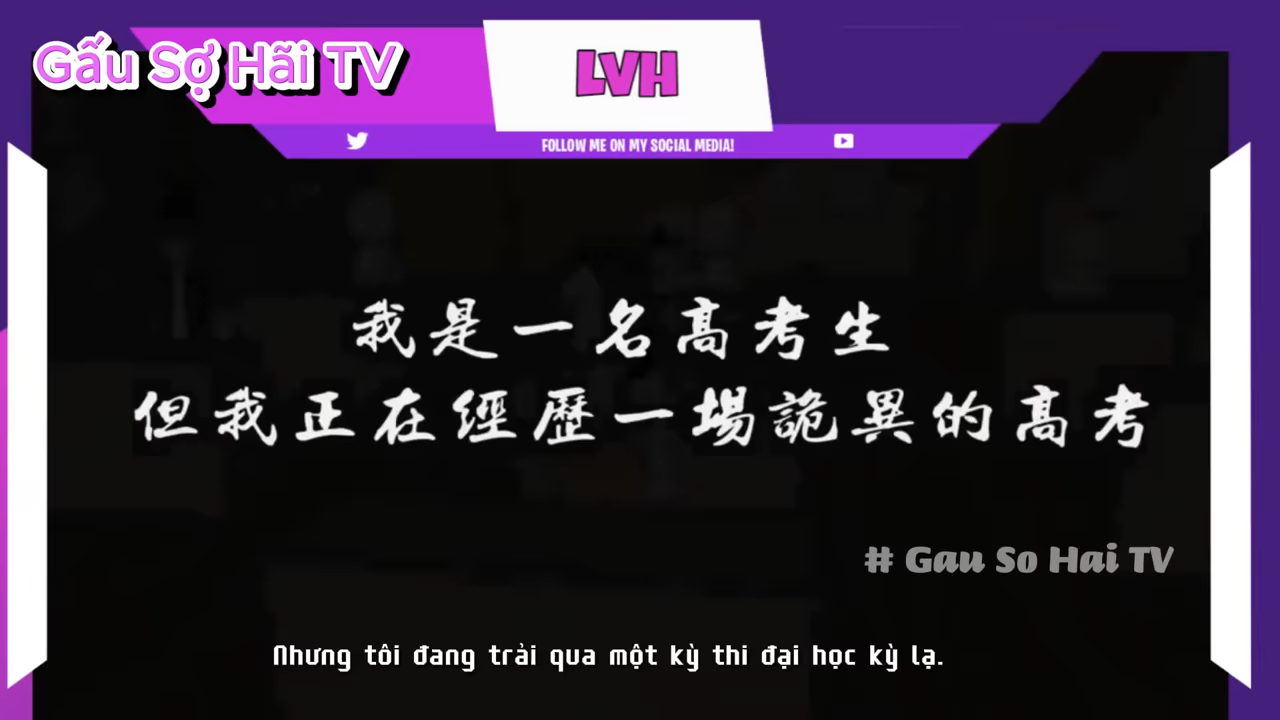 Gấu Sợ Hãi TV
LVH
FOLLOW ME ON MY SOCIAL MEDIA!
我是一名高考生
但我正在經歷一場詭異的高考
# Gau So Hai TV
Nhưng tôi đang trải qua một kỳ thi đại học kỳ lạ.